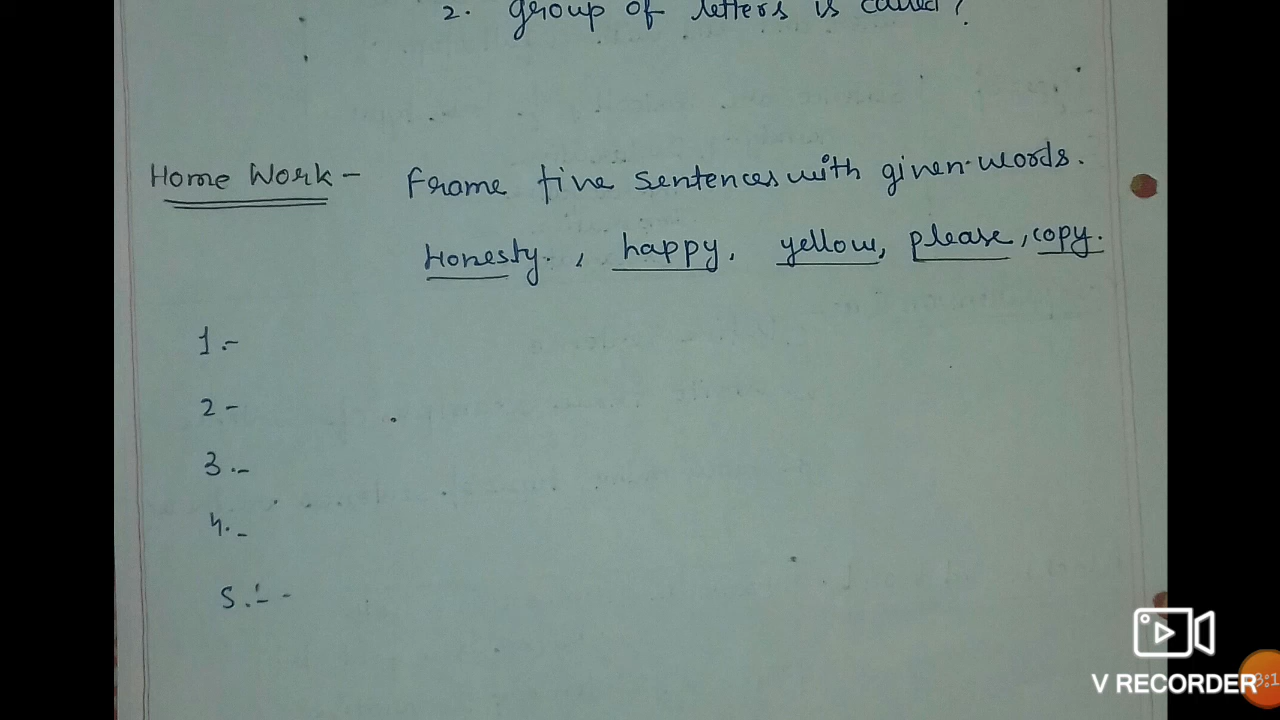 2. Group of letters is called?
Home Work - Frame five sentences with given words.
Honesty. , happy, yellow, please, copy.
1.-
2-
3.-
4.-
5.-
V RECORDER